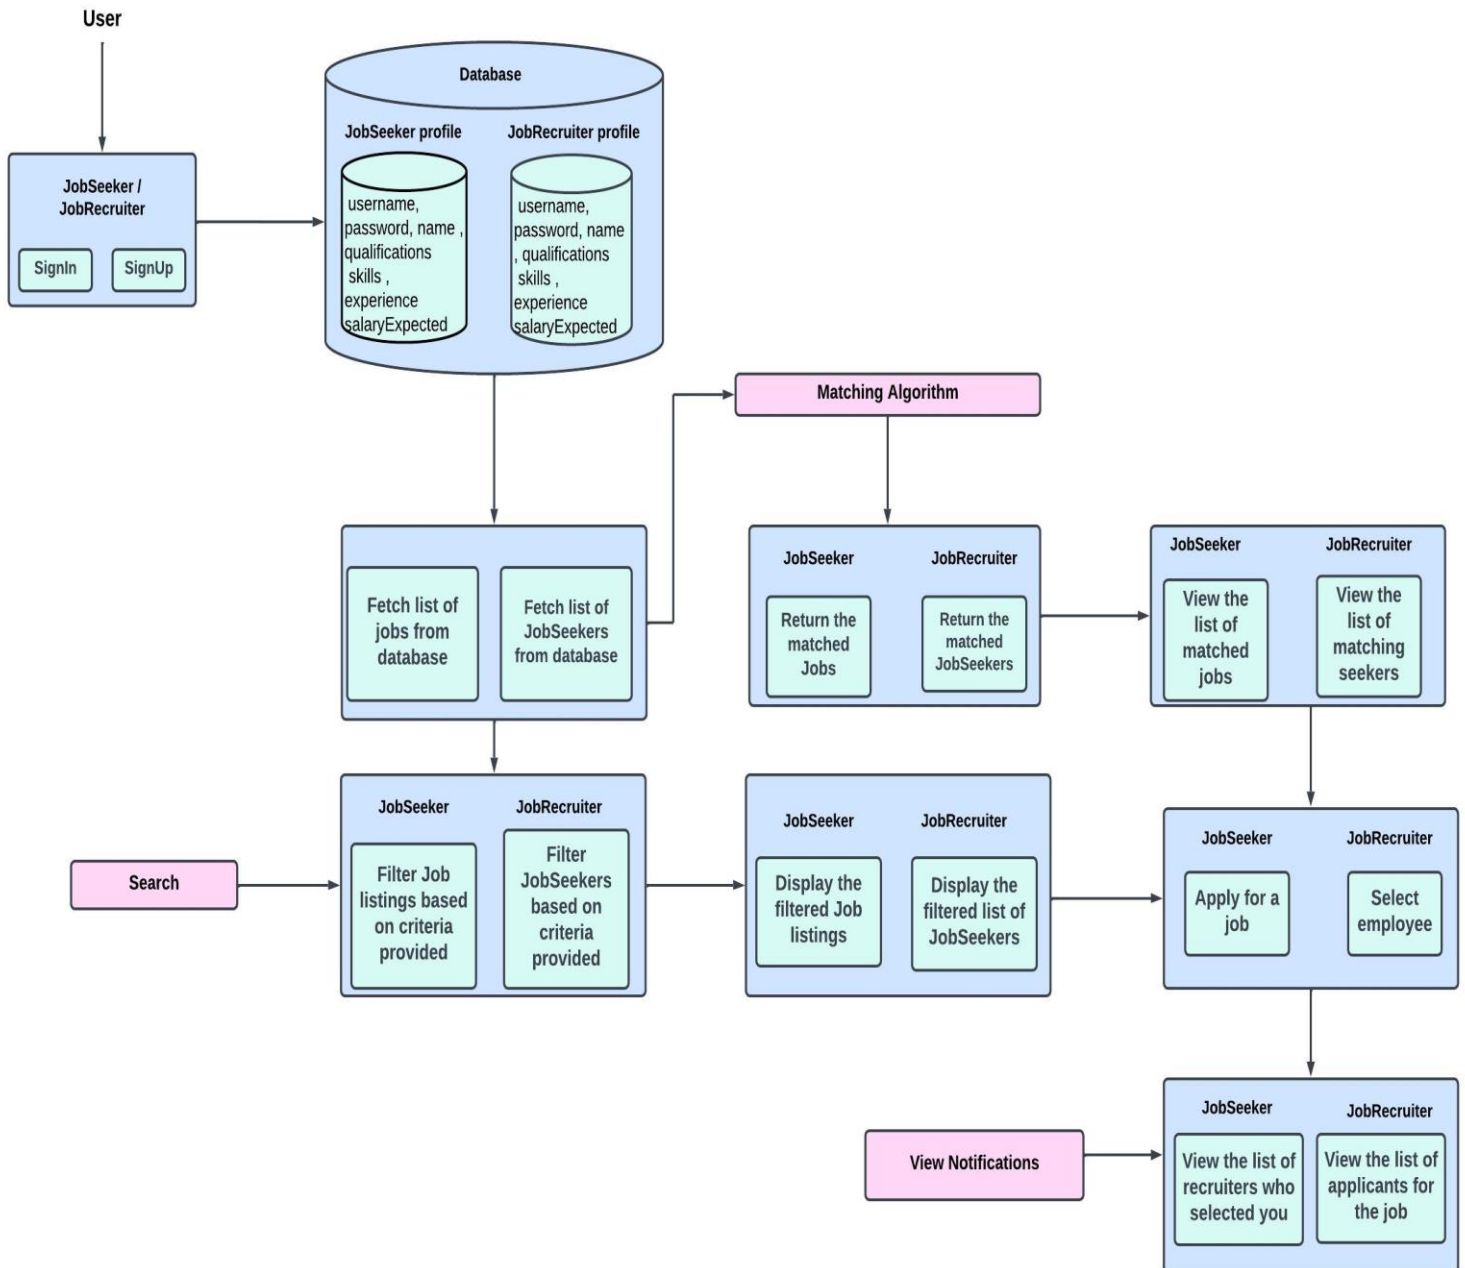 User
Database
JobSeeker profile
JobRecruiter profile
JobSeeker /
JobRecruiter
SignIn
SignUp
username,
password, name ,
qualifications
skills ,
experience
salaryExpected
username,
password, name
, qualifications
skills ,
experience
salaryExpected
Matching Algorithm
Fetch list of
jobs from
database
Fetch list of
JobSeekers
from database
JobSeeker
JobRecruiter
Return the
matched
Jobs
Return the
matched
JobSeekers
JobSeeker
JobRecruiter
View the
list of
matched
jobs
View the
list of
matching
seekers
Search
JobSeeker
JobRecruiter
Filter Job
listings based
on criteria
provided
Filter
JobSeekers
based on
criteria
provided
JobSeeker
JobRecruiter
Display the
filtered Job
listings
Display the
filtered list of
JobSeekers
JobSeeker
JobRecruiter
Apply for a
job
Select
employee
View Notifications
JobSeeker
JobRecruiter
View the list of
recruiters who
selected you
View the list of
applicants for
the job